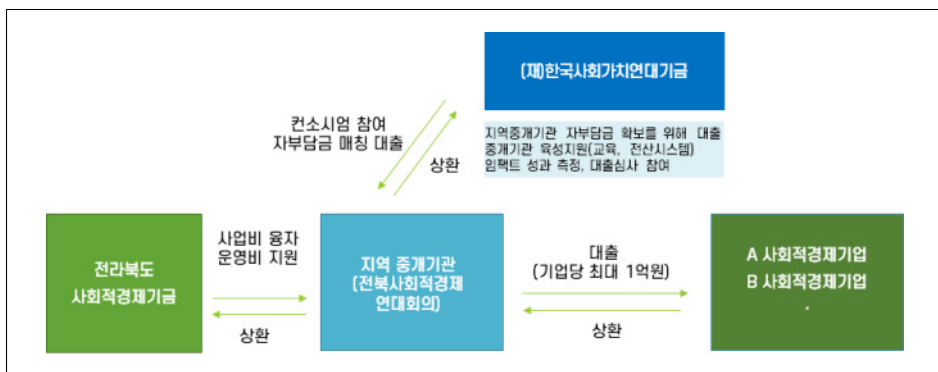 (재)한국사회가치연대기금
지역중개기관 자부담금 확보를 위해 대출
중개기관 육성지원(교육, 전산시스템)
임팩트 성과 측정, 대출심사 참여
컨소시엄 참여
자부담금 매칭 대출
상환
전라북도
사회적경제기금
사업비 융자
운영비 지원
상환
지역 중개기관
(전북사회적경제
연대회의)
대출
(기업당 최대 1억원)
상환
A 사회적경제기업
B 사회적경제기업
.